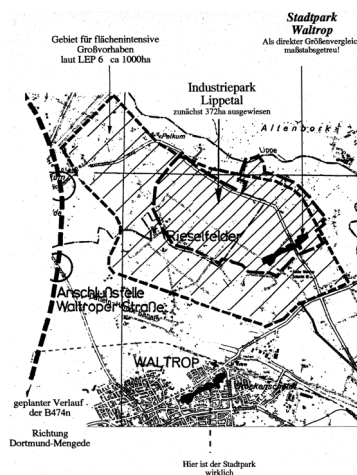 Stadtpark
Waltrop
Als direkter Größenvergleich
maßstabsgetreu!
Gebiet für flächenintensive
Großvorhaben
laut LEP 6 ca 1000ha
Industriepark
Lippetal
zunächst 372ha ausgewiesen
Pelkum
Lippe
Rieselfelder
Anschlußstelle
Waltroper Straße
WALTROP
geplanter Verlauf
der B474n
Richtung
Dortmund-Mengede
Hier ist der Stadtpark
wirklich